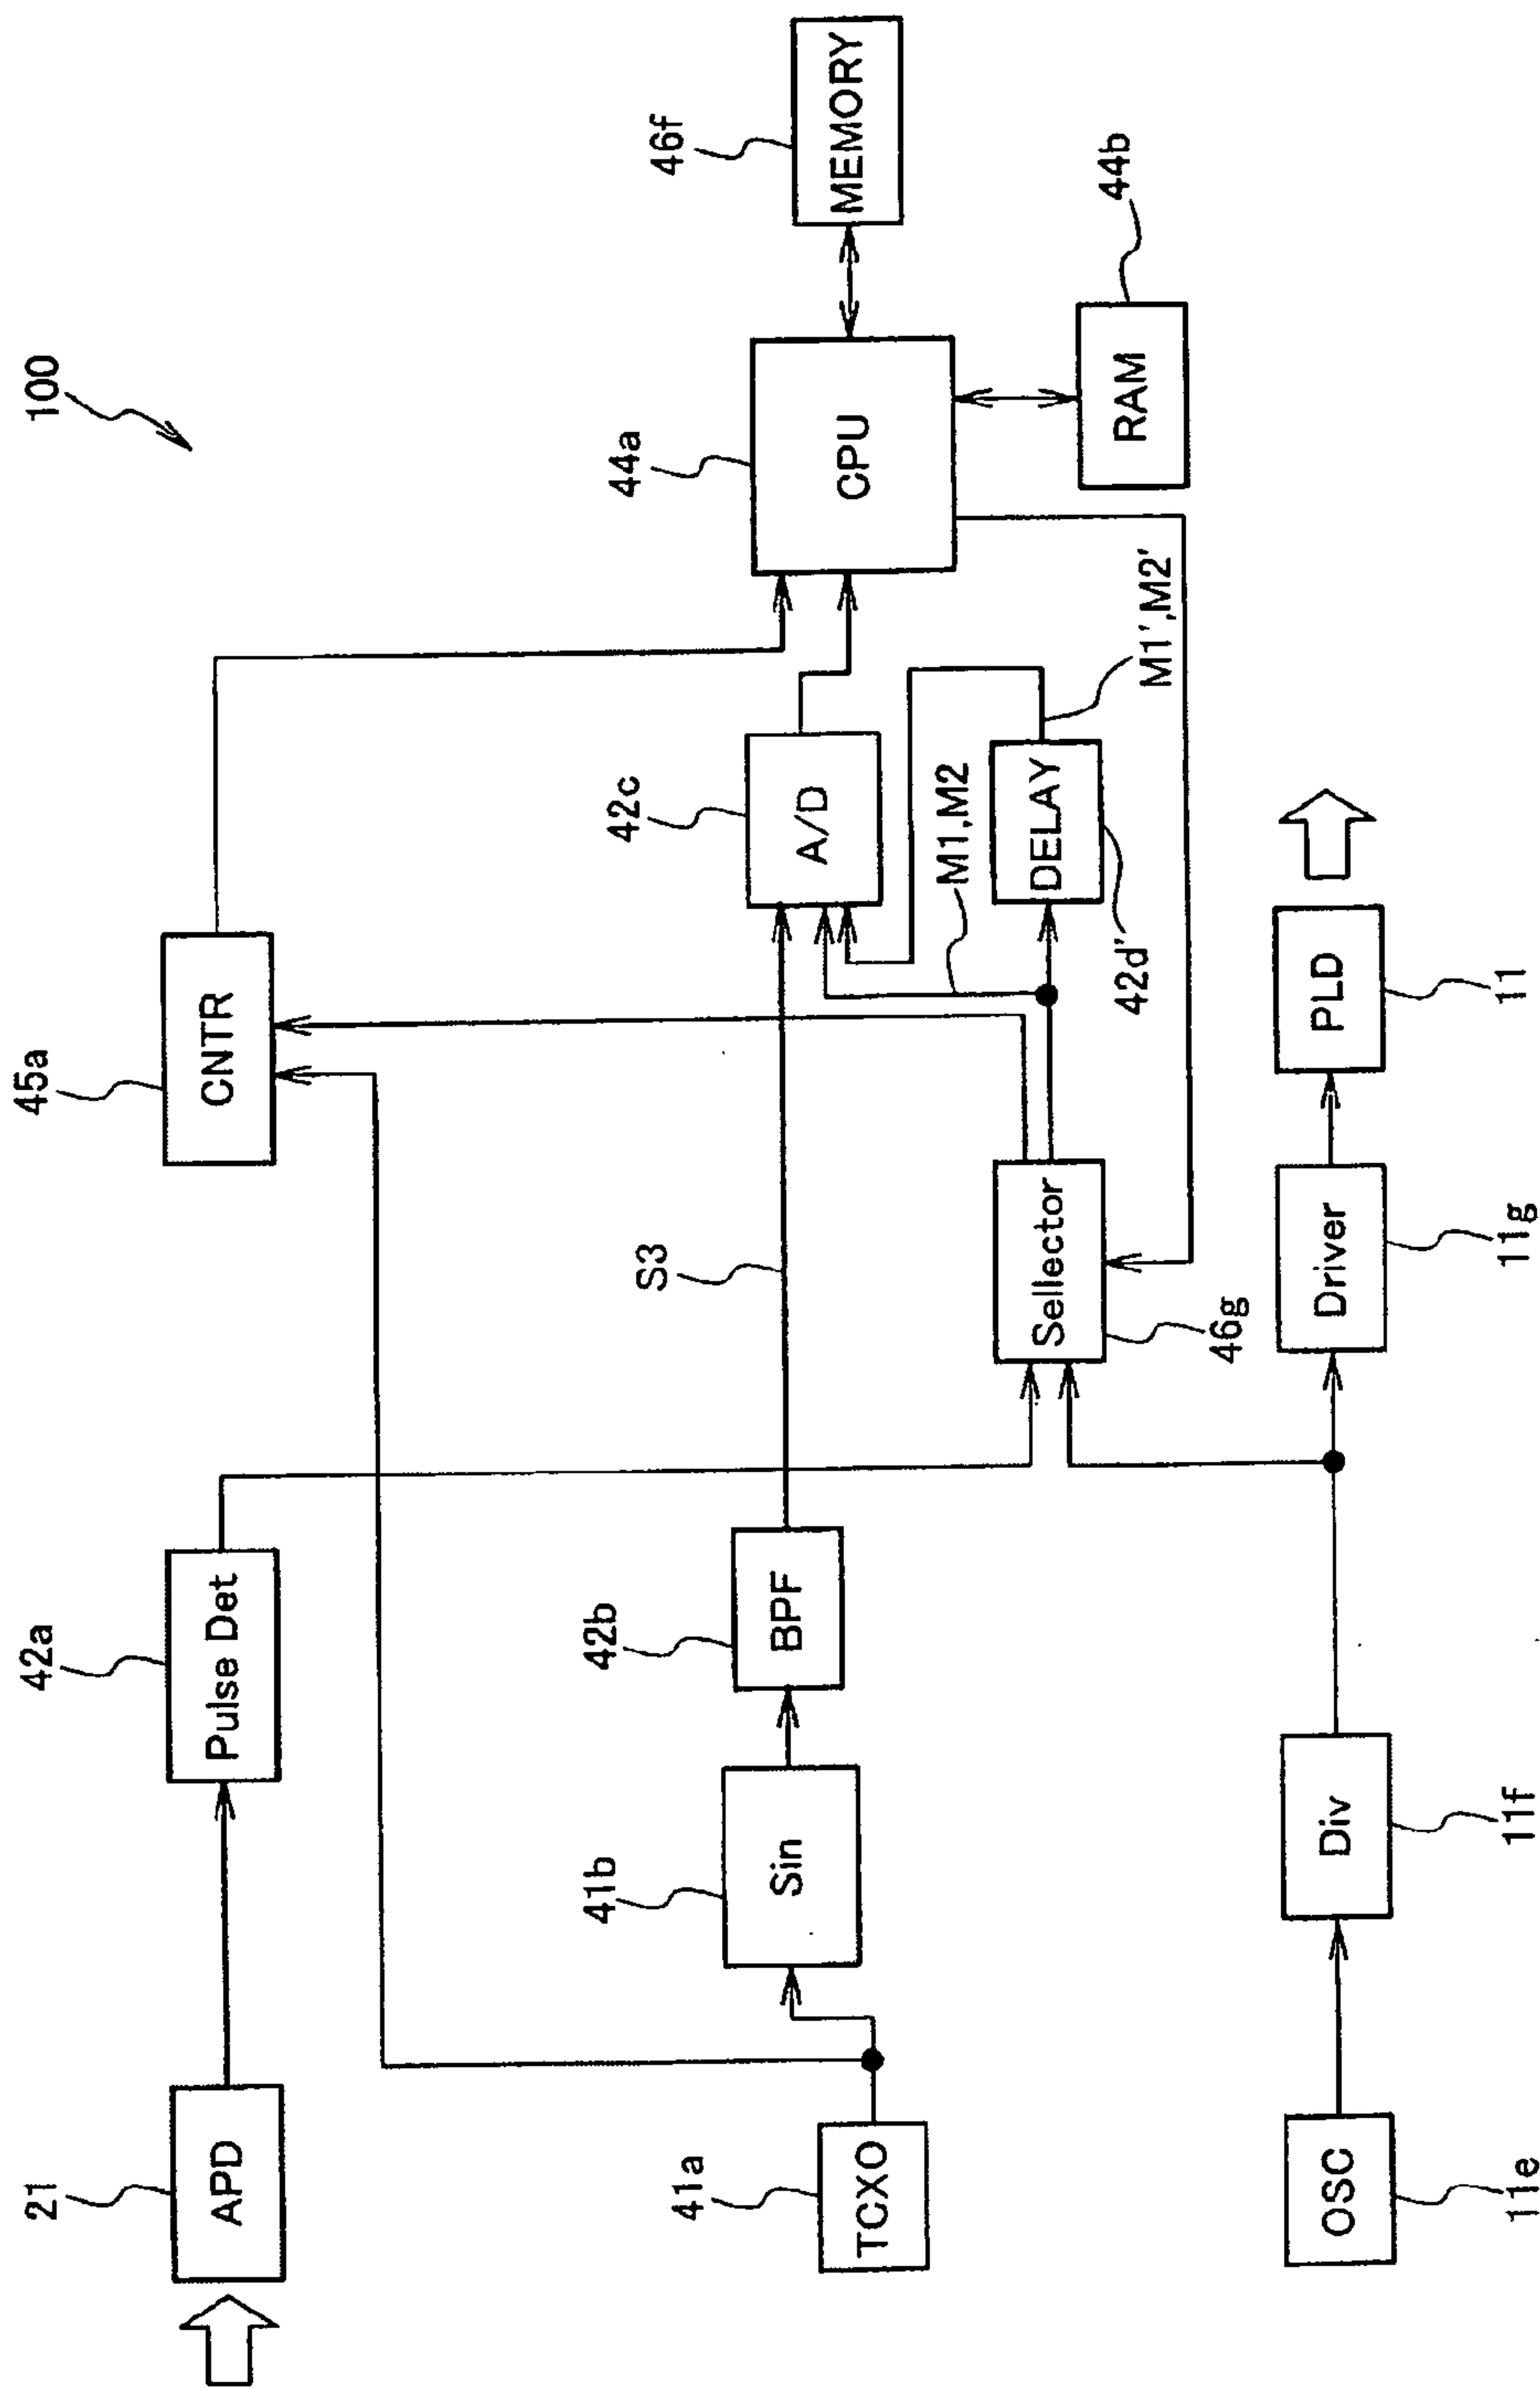 100
21
APD
42a
Pulse Det
45a
CNTR
41a
TCXO
41b
Sin
42b
BPF
S3
42c
A/D
44a
CPU
46f
MEMORY
44b
RAM
M1,M2
M1',M2'
DELAY
42d'
Sellector
46g
OSC
11e
Div
11f
Driver
11g
PLD
11